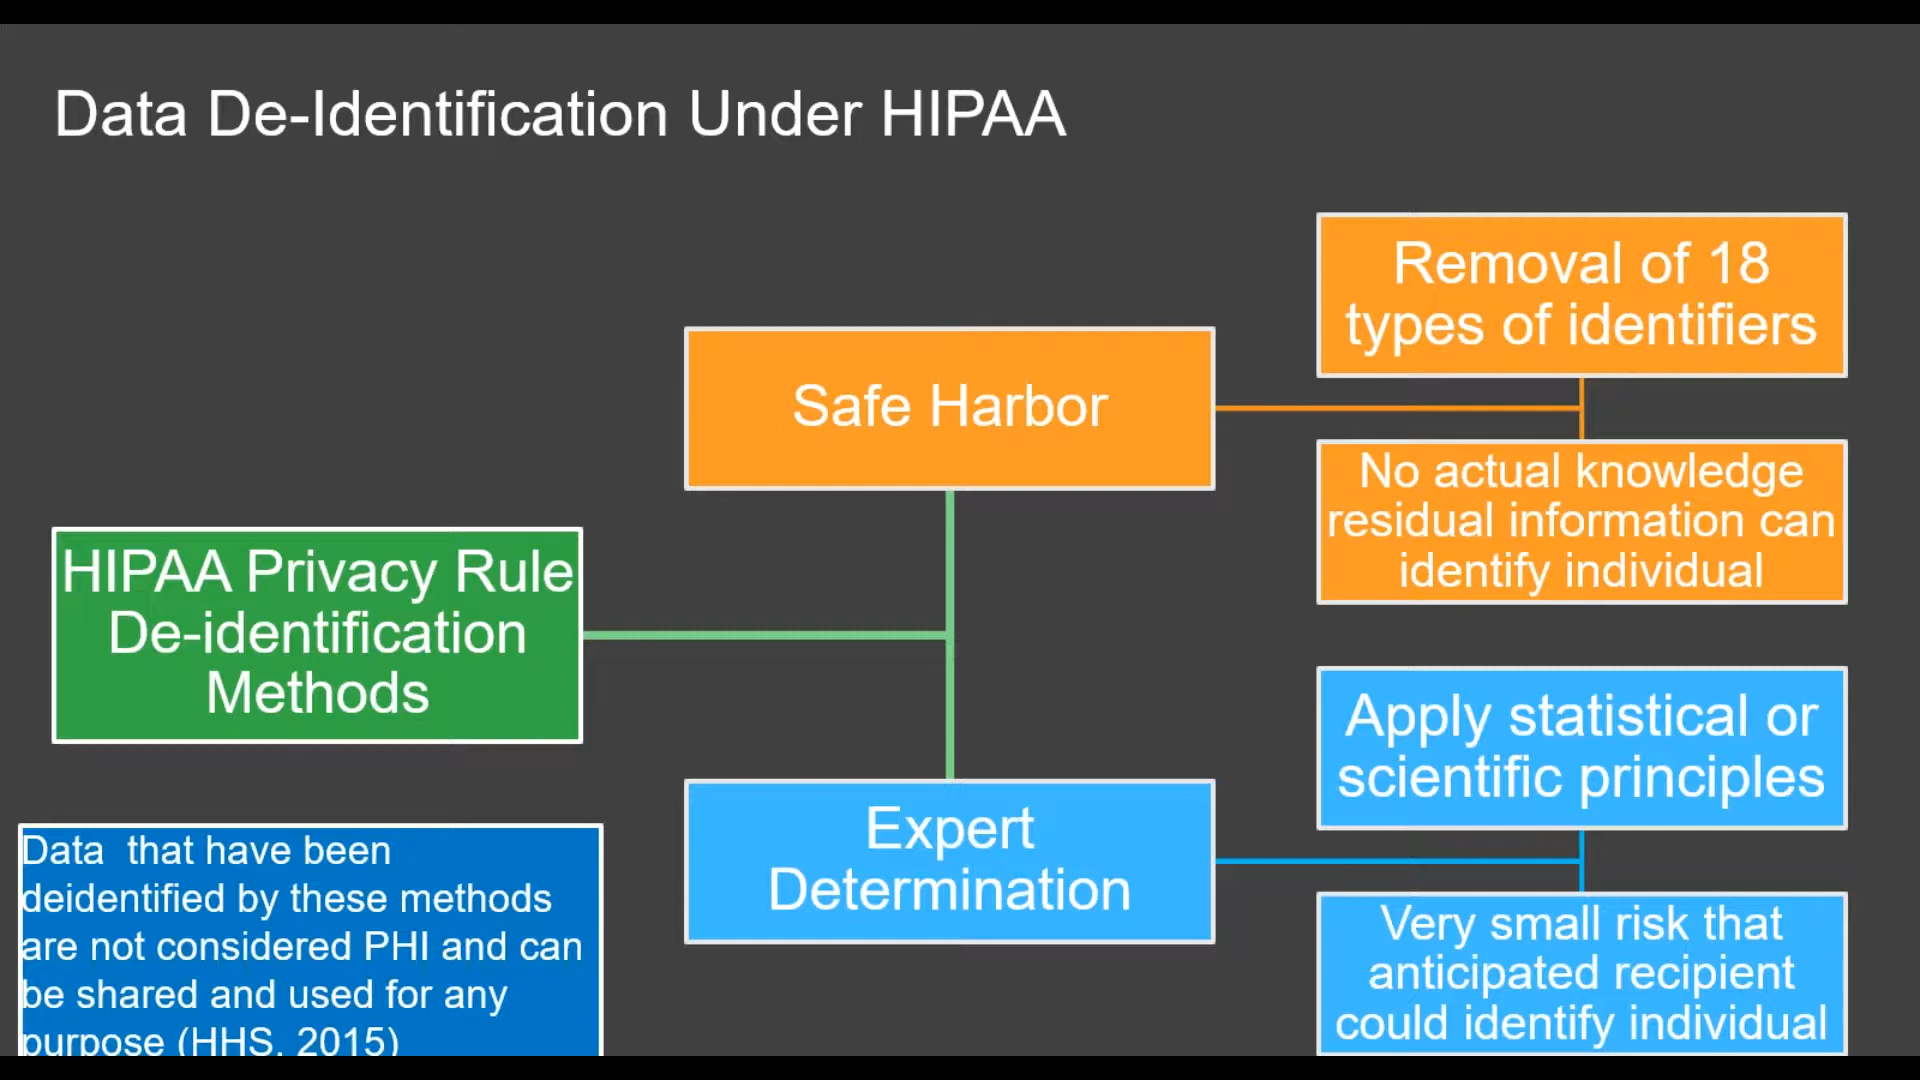 Data De-Identification Under HIPAA
Removal of 18
types of identifiers
Safe Harbor
No actual knowledge
residual information can
identify individual
HIPAA Privacy Rule
De-identification
Methods
Apply statistical or
scientific principles
Expert
Determination
Very small risk that
anticipated recipient
could identify individual
Data that have been
deidentified by these methods
are not considered PHI and can
be shared and used for any
purpose (HHS, 2015)